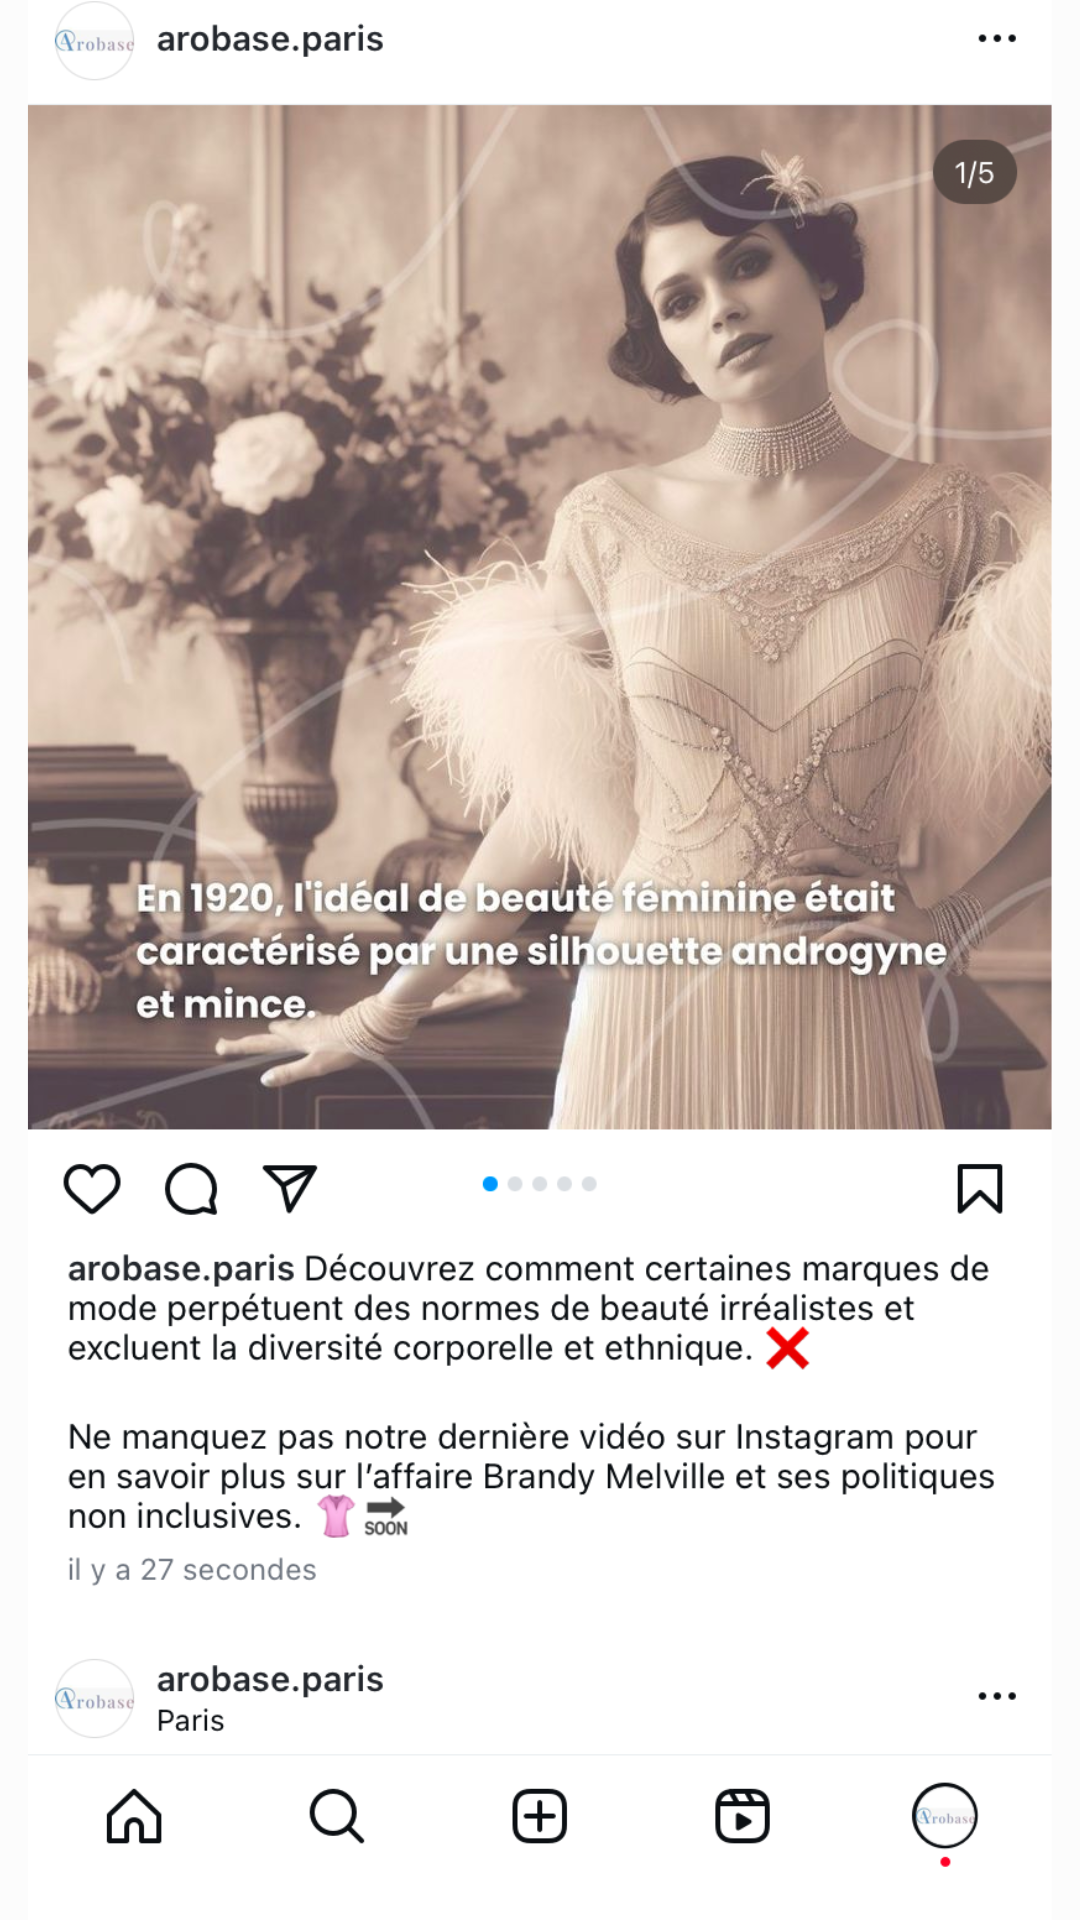 Arobase
arobase.paris
1/5
En 1920, l'idéal de beauté féminine était
caractérisé par une silhouette androgyne
et mince.
arobase.paris Découvrez comment certaines marques de
mode perpétuent des normes de beauté irréalistes et
excluent la diversité corporelle et ethnique. ❌
Ne manquez pas notre dernière vidéo sur Instagram pour
en savoir plus sur l’affaire Brandy Melville et ses politiques
non inclusives. 👚 🔜
il y a 27 secondes
Arobase
arobase.paris
Paris
Arobase